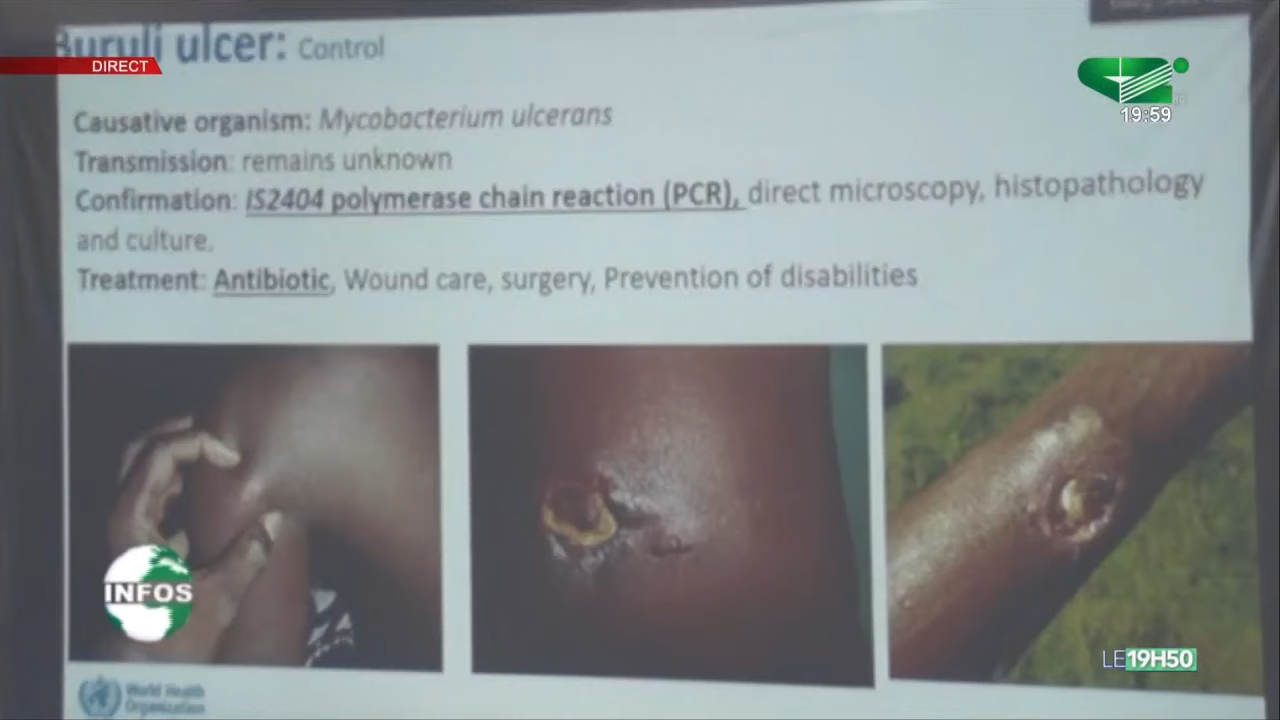 Buruli ulcer: Control
DIRECT
19:59
Causative organism: Mycobacterium ulcerans
Transmission: remains unknown
Confirmation: IS2404 polymerase chain reaction (PCR), direct microscopy, histopathology
and culture.
Treatment: Antibiotic, Wound care, surgery, Prevention of disabilities
INFOS
LE19H50
World Health
Organization